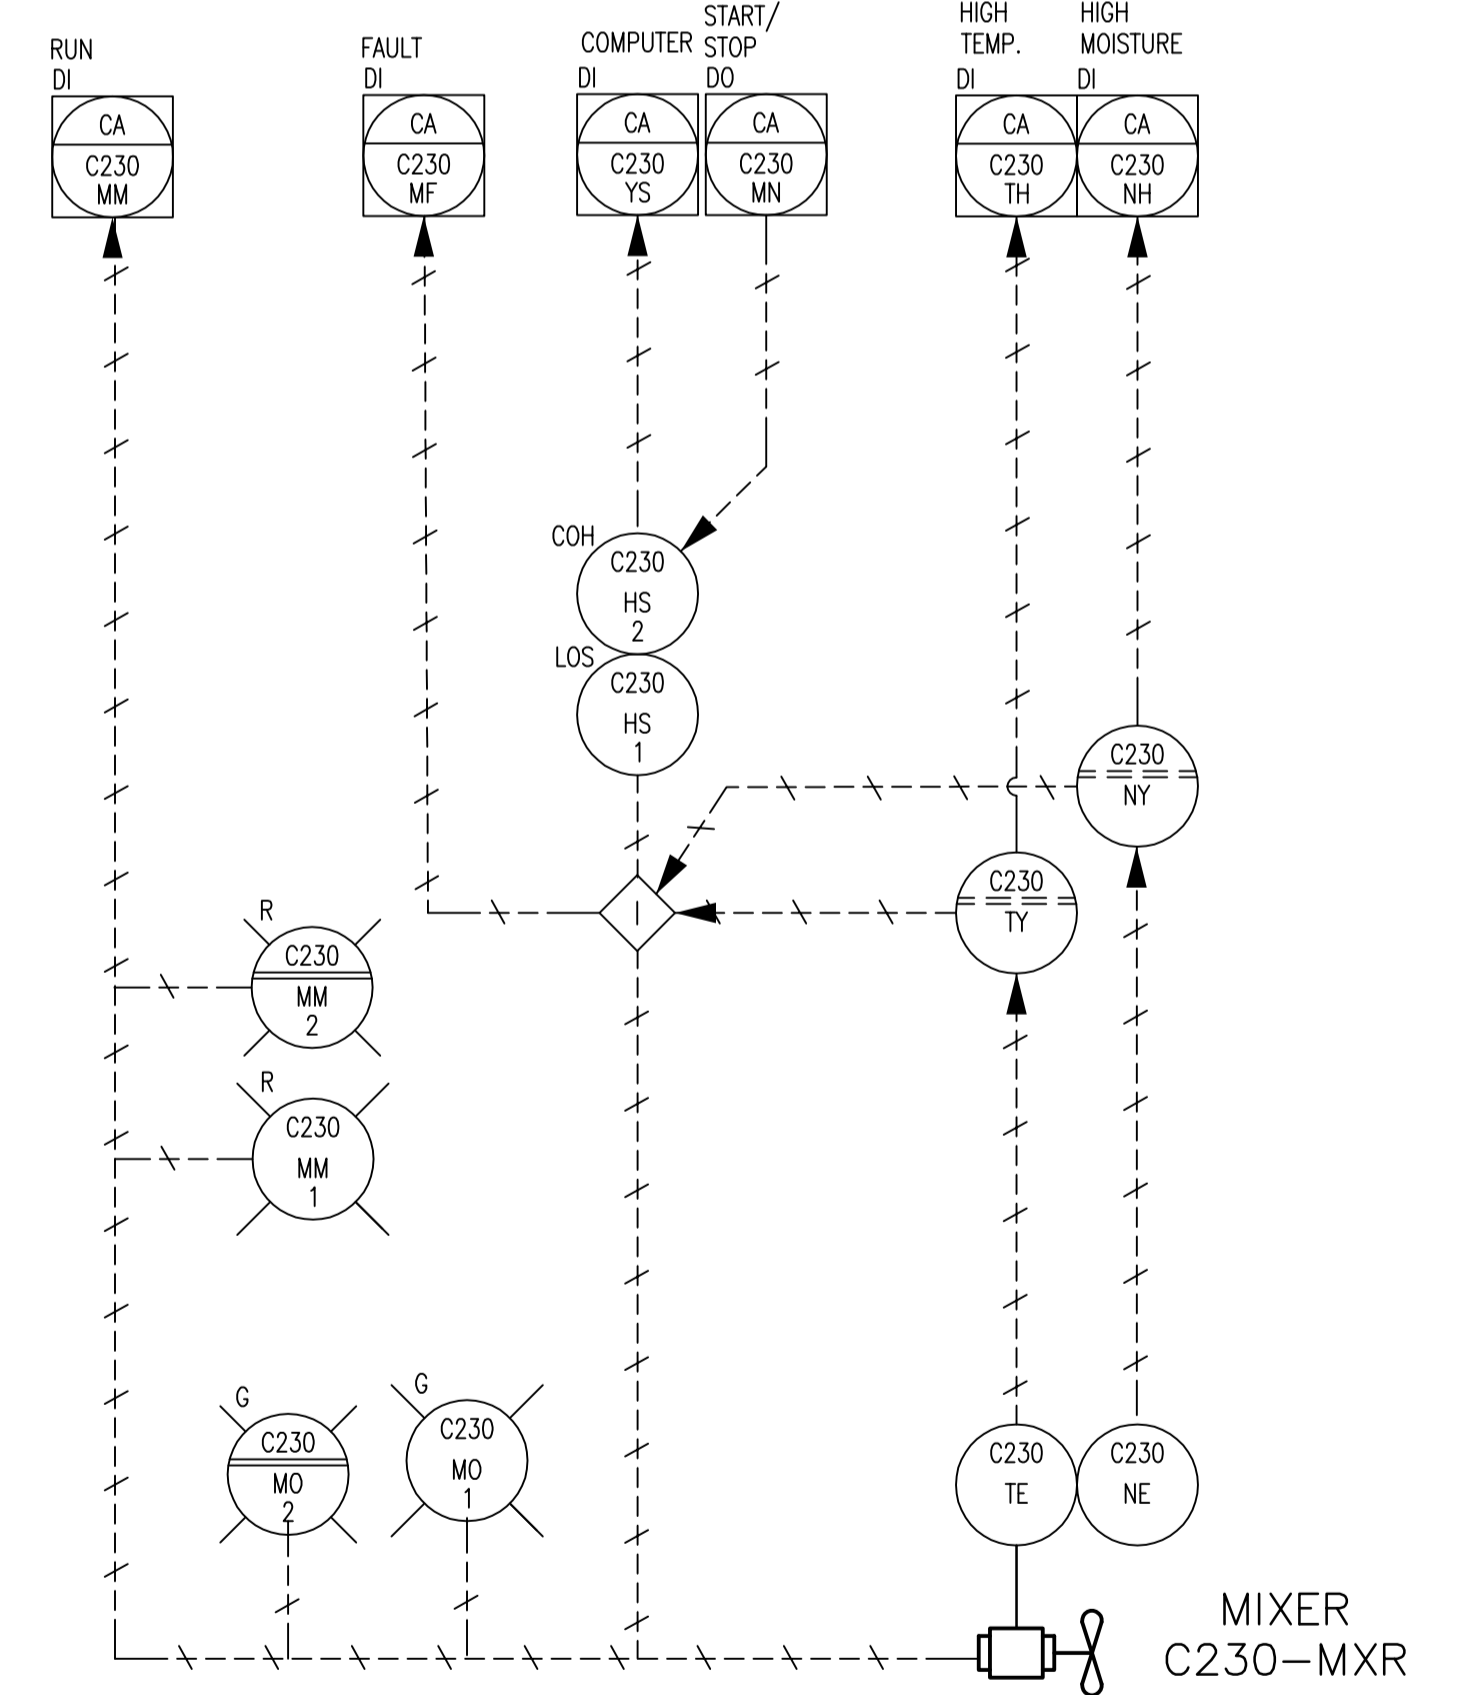 RUN
DI
CA
C230
MM
FAULT
DI
CA
C230
MF
COMPUTER
DI
CA
C230
YS
START/
STOP
DO
CA
C230
MN
HIGH
TEMP.
DI
CA
C230
TH
HIGH
MOISTURE
DI
CA
C230
NH
COH
C230
HS
2
LOS
C230
HS
1
C230
NY
C230
TY
I
R
C230
MM
2
R
C230
MM
1
G
C230
MO
2
G
C230
MO
1
C230
TE
C230
NE
MIXER
C230-MXR